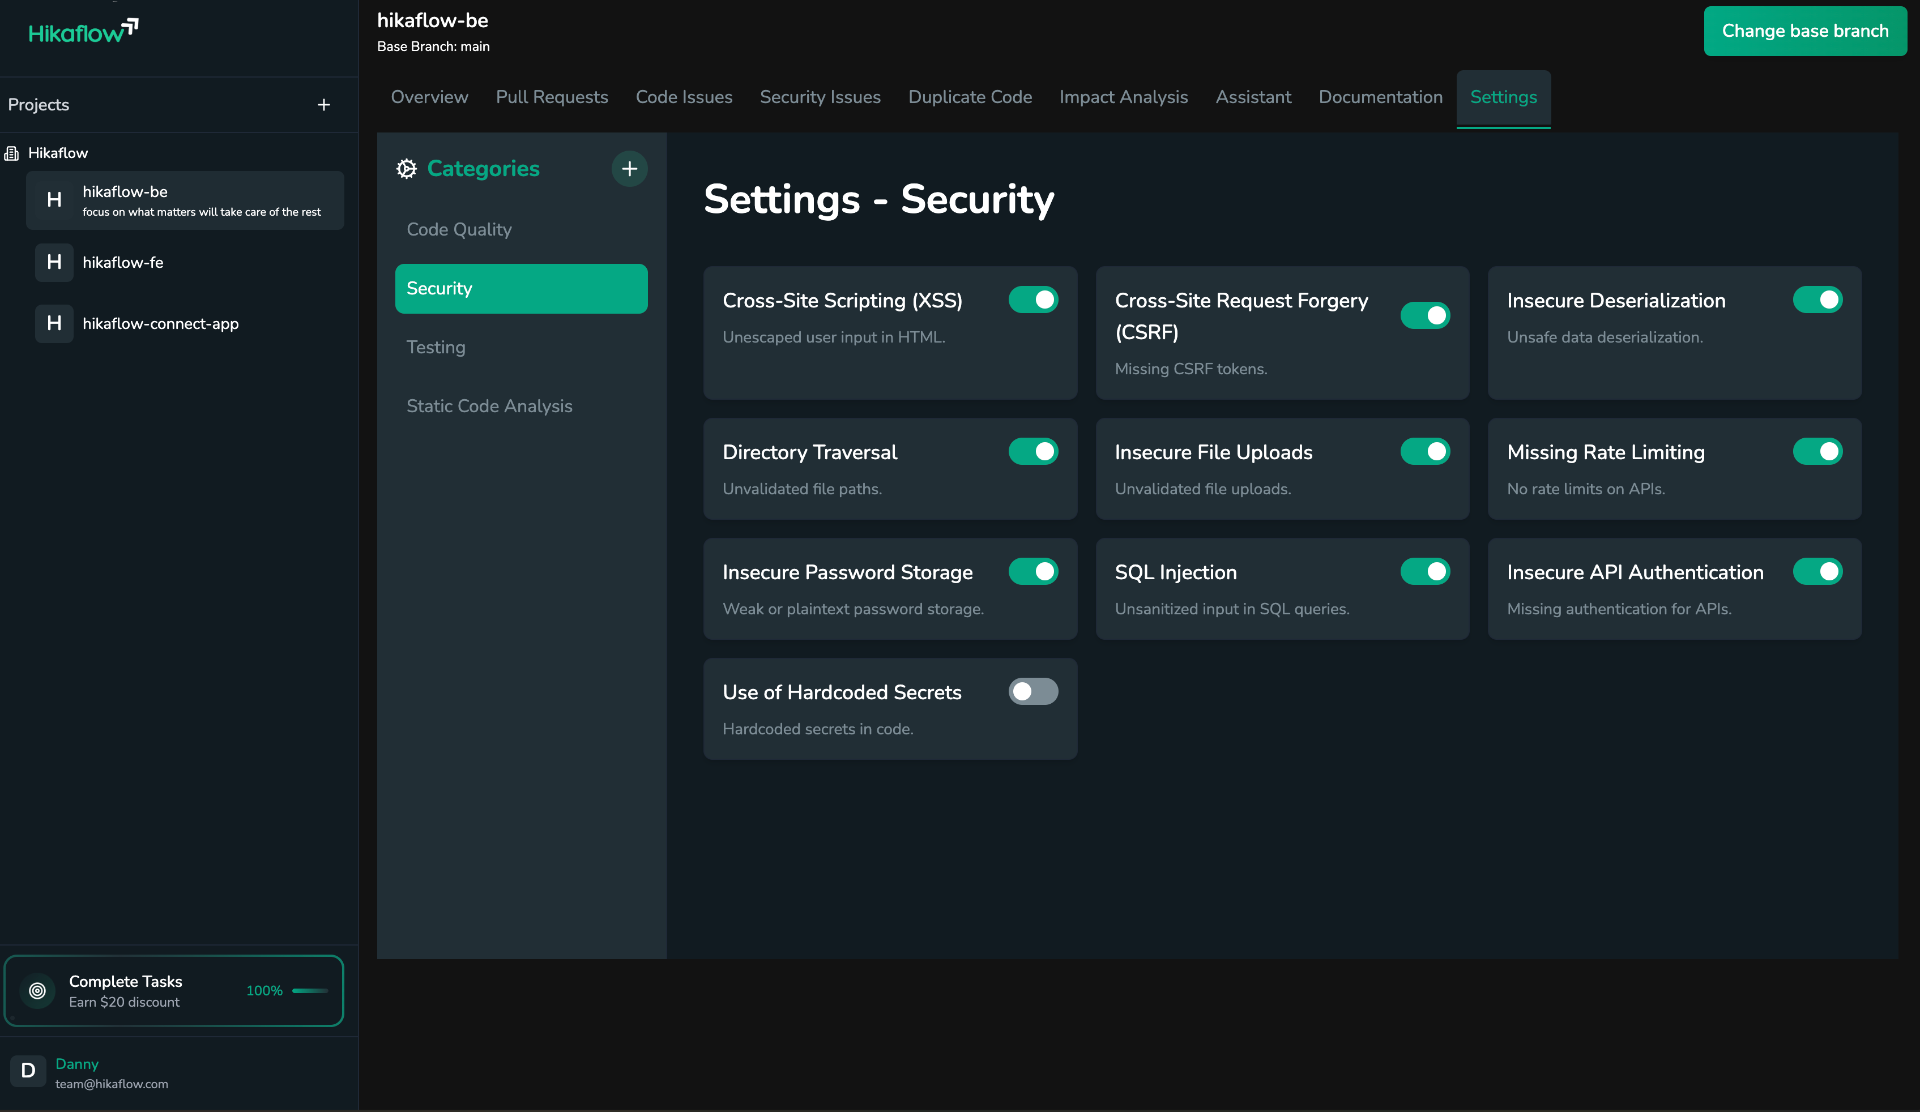 Hikaflow
Projects
+
Hikaflow
H
hikaflow-be
focus on what matters will take care of the rest
H
hikaflow-fe
H
hikaflow-connect-app
Complete Tasks
Earn $20 discount
100%
D
Danny
team@hikaflow.com
hikaflow-be
Base Branch: main
Change base branch
Overview
Pull Requests
Code Issues
Security Issues
Duplicate Code
Impact Analysis
Assistant
Documentation
Settings
Categories
+
Code Quality
Security
Testing
Static Code Analysis
Settings - Security
Cross-Site Scripting (XSS)
Unescaped user input in HTML.
Cross-Site Request Forgery
(CSRF)
Missing CSRF tokens.
Insecure Deserialization
Unsafe data deserialization.
Directory Traversal
Unvalidated file paths.
Insecure File Uploads
Unvalidated file uploads.
Missing Rate Limiting
No rate limits on APIs.
Insecure Password Storage
Weak or plaintext password storage.
SQL Injection
Unsanitized input in SQL queries.
Insecure API Authentication
Missing authentication for APIs.
Use of Hardcoded Secrets
Hardcoded secrets in code.